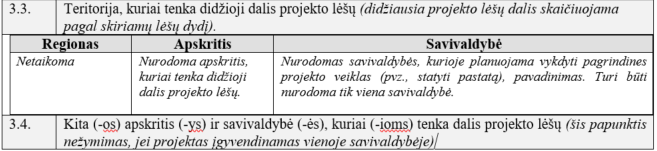 3.3. Teritorija, kuriai tenka didžioji dalis projekto lėšų (didžiausia projekto lėšų dalis skaičiuojama
pagal skiriamų lėšų dydį).
Regionas Apskritis Savivaldybė
Netaikoma Nurodoma apskritis, Nurodomas savivaldybės, kurioje planuojama vykdyti pagrindines
kuriai tenka didžioji projekto veiklas (pvz., statyti pastatą), pavadinimas. Turi būti
dalis projekto lėšų. nurodoma tik viena savivaldybė.
3.4. Kita (-os) apskritis (-ys) ir savivaldybė (-ės), kuriai (-ioms) tenka dalis projekto lėšų (šis papunktis
nežymimas, jei projektas įgyvendinamas vienoje savivaldybėje)